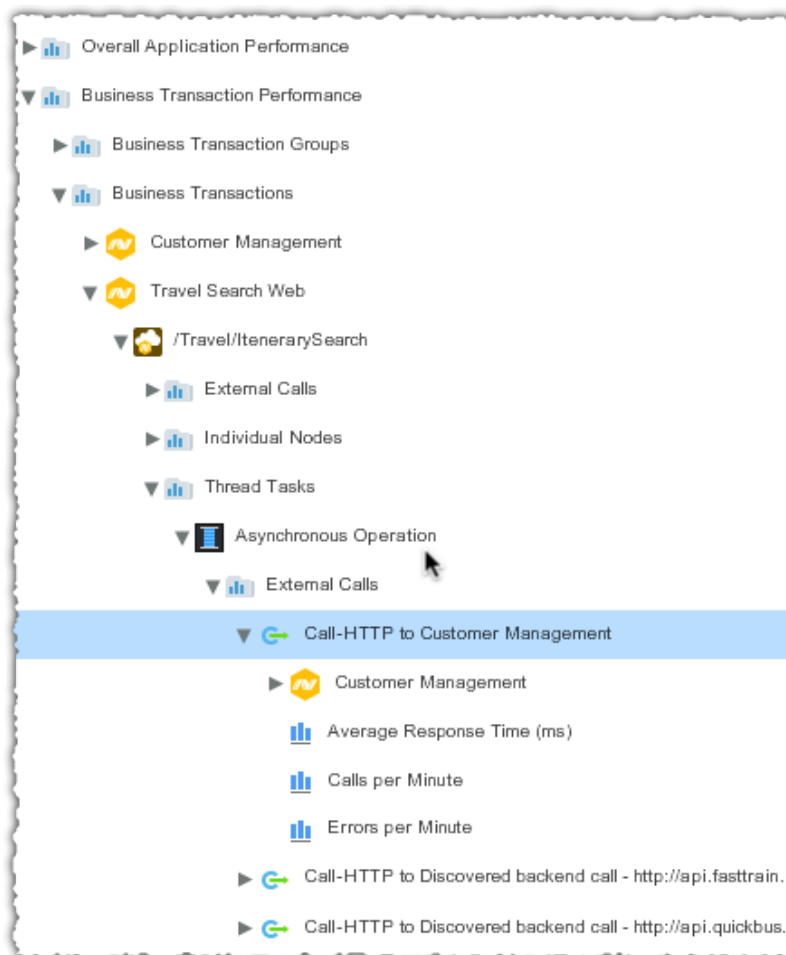 Overall Application Performance
Business Transaction Performance
Business Transaction Groups
Business Transactions
Customer Management
Travel Search Web
/Travel/ItenerarySearch
External Calls
Individual Nodes
Thread Tasks
Asynchronous Operation
External Calls
Call-HTTP to Customer Management
Customer Management
Average Response Time (ms)
Calls per Minute
Errors per Minute
Call-HTTP to Discovered backend call - http://api.fasttrain.
Call-HTTP to Discovered backend call - http://api.quickbus.